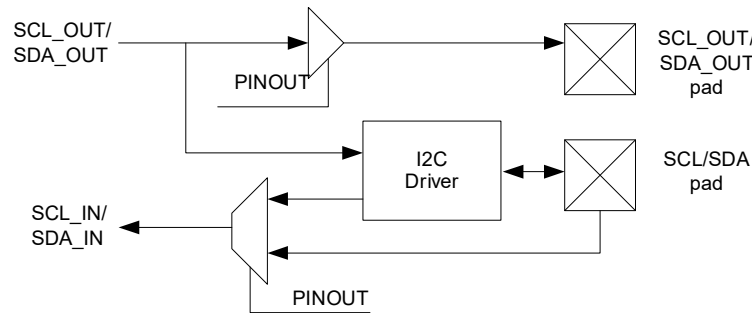 SCL_OUT/
SDA_OUT
PINOUT
SCL_OUT/
SDA_OUT
pad
I2C
Driver
SCL/SDA
pad
SCL_IN/
SDA_IN
PINOUT